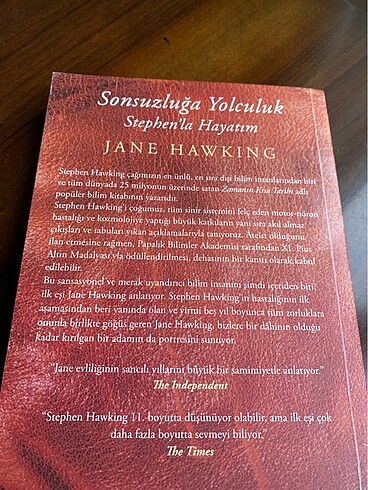 Sonsuzluğa Yolculuk
Stephen'la Hayatım
JANE HAWKING
Stephen Hawking çağımızın en ünlü, en sıra dışı bilim insanlarından biri
ve tüm dünyada 25 milyonun üzerinde satan Zamanın Kısa Tarihi adlı
popüler bilim kitabının yazarıdır.
Stephen Hawking'i çoğumuz, tüm sinir sistemini felç eden motor-nöron
hastalığı ve kozmolojiye yaptığı büyük katkıların yanı sıra akıl almaz
çıkışları ve tabuları yıkan açıklamalarıyla tanıyoruz. Ateist olduğunu
ilan etmesine rağmen, Papalık Bilimler Akademisi tarafından XI. Pius
Altın Madalyası'yla ödüllendirilmesi, dehasının bir kanıtı olarak kabul
edilebilir.
Bu sansasyonel ve merak uyandırıcı bilim insanını şimdi içeriden biri,
ilk eşi Jane Hawking anlatıyor. Stephen Hawking'in hastalığının ilk
aşamasından beri yanında olan ve yirmi beş yıl boyunca tüm zorluklara
onunla birlikte göğüs geren Jane Hawking, bizlere bir dâhinin olduğu
kadar kırılgan bir adamın da portresini sunuyor.
"Jane evliliğinin sancılı yıllarını büyük bir samimiyetle anlatıyor."
The Independent
"Stephen Hawking 11. boyutta düşünüyor olabilir, ama ilk eşi çok
daha fazla boyutta sevmeyi biliyor."
The Times